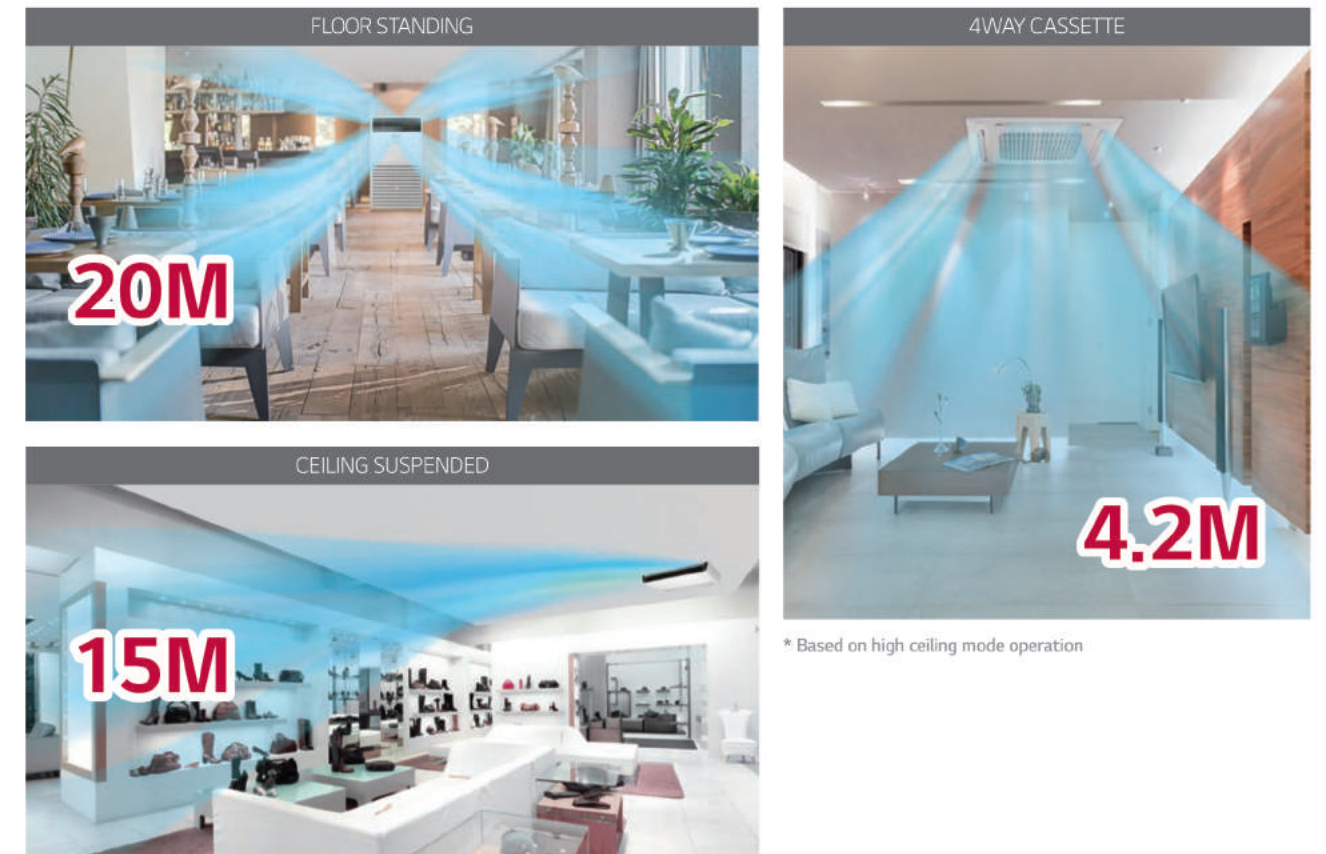 FLOOR STANDING
20M
CEILING SUSPENDED
15M
4WAY CASSETTE
4.2M
* Based on high ceiling mode operation